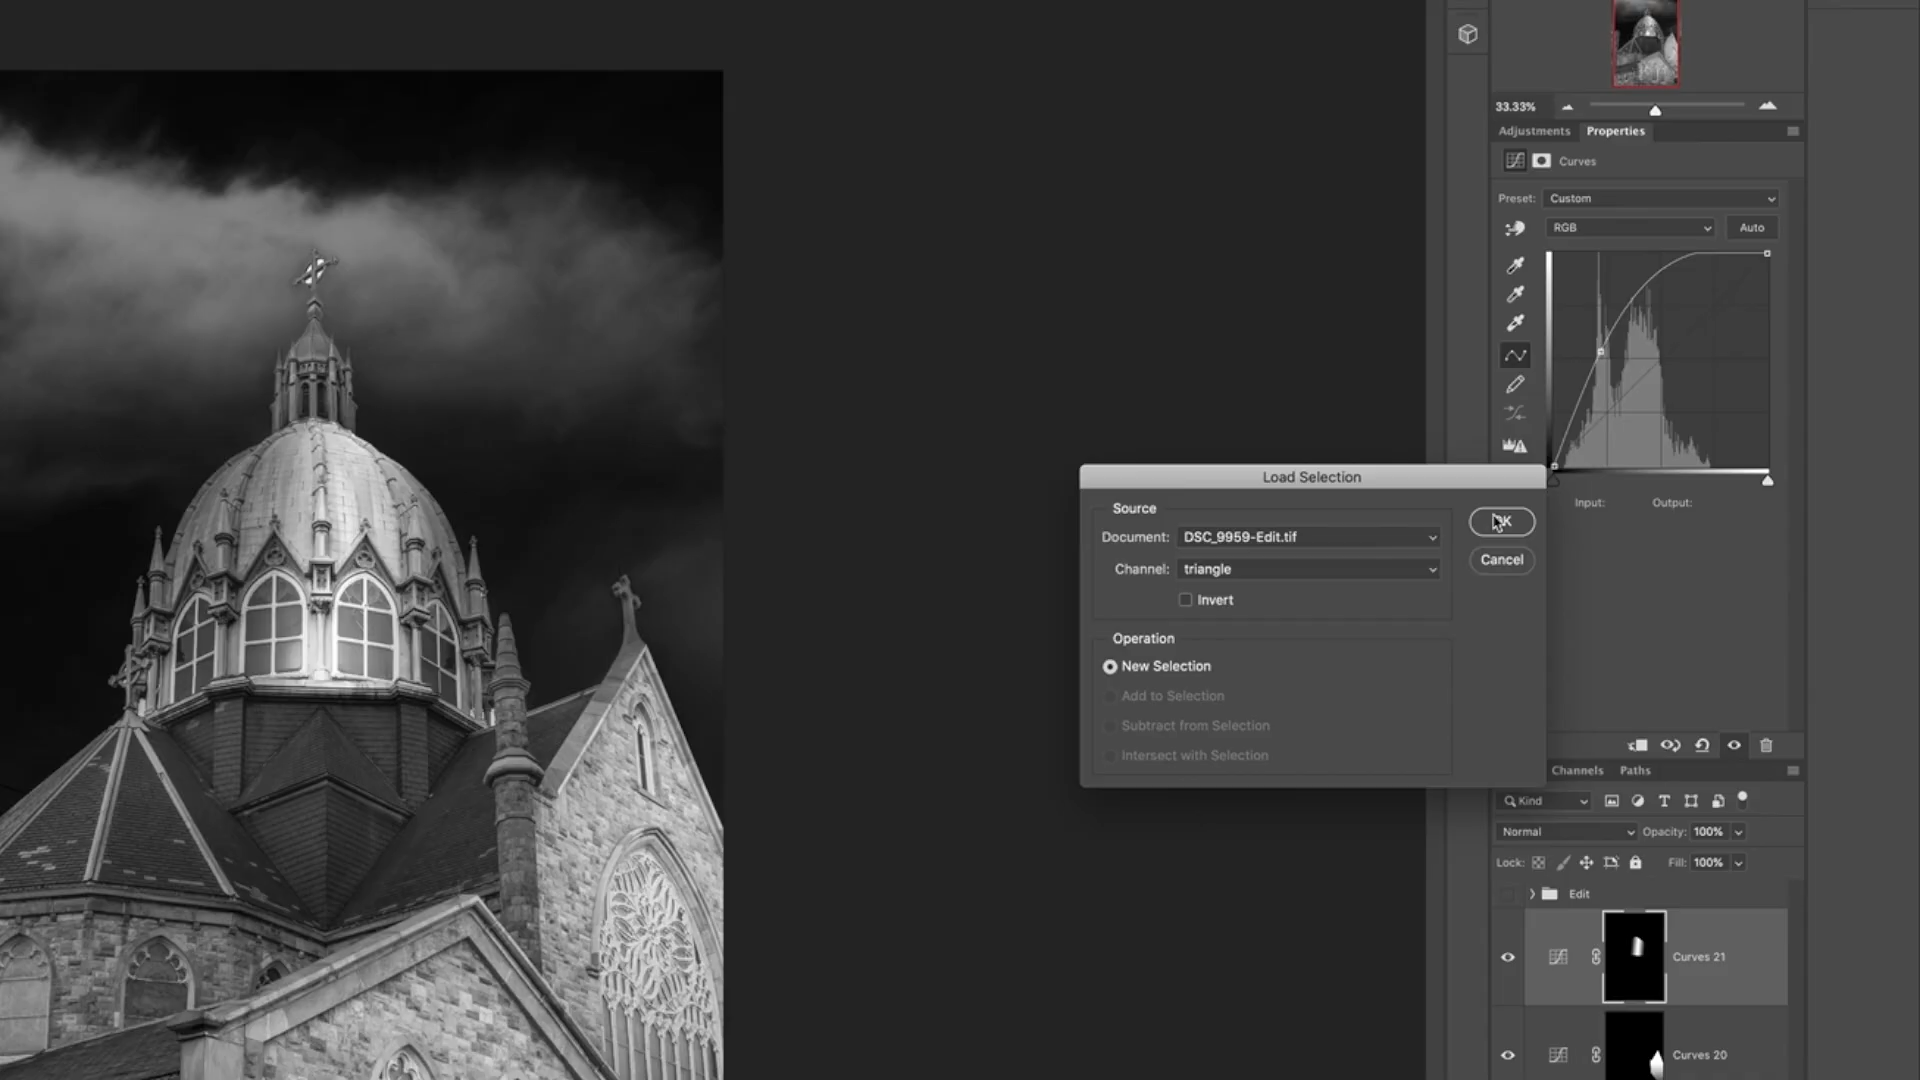 33.33%
Adjustments Properties
Curves
Preset: Custom
RGB Auto
Load Selection
Source
Document: DSC_9959-Edit.tif
OK
Channel: triangle
Cancel
Invert
Operation
New Selection
Add to Selection
Subtract from Selection
Intersect with Selection
Input: Output:
Channels Paths
Kind
Normal Opacity: 100%
Lock: Fill: 100%
Edit
Curves 21
Curves 20